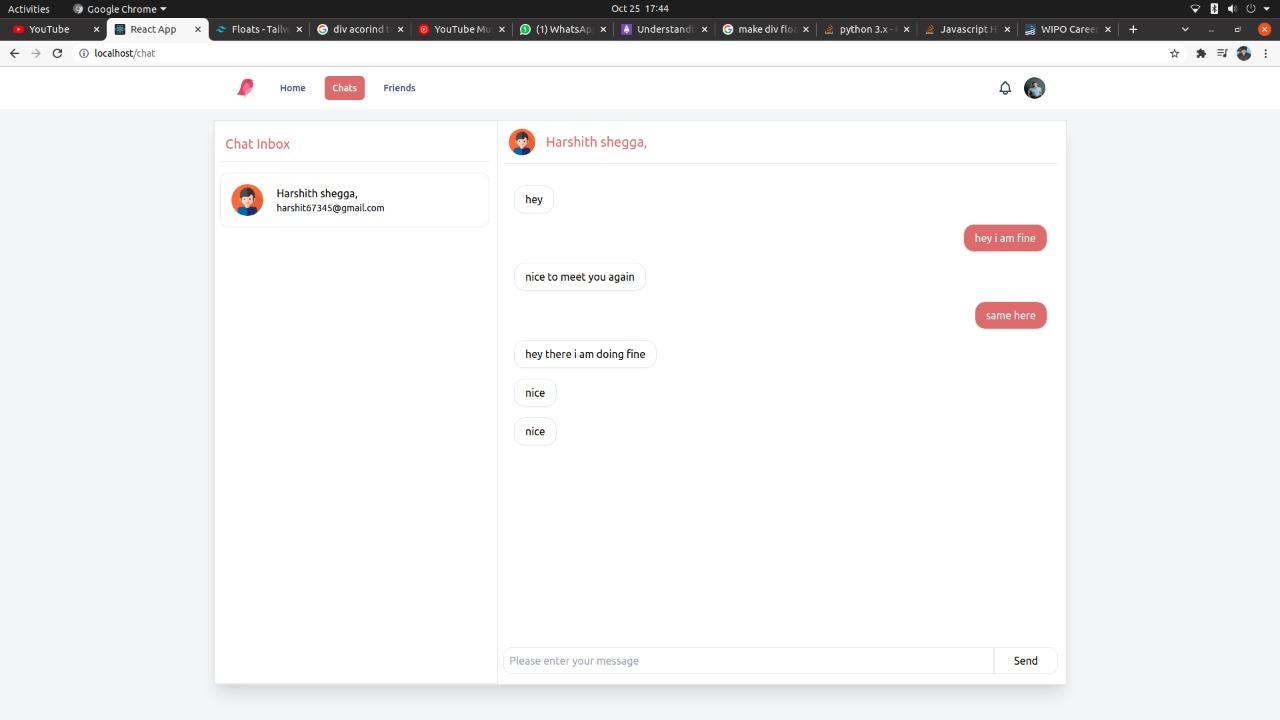 Activities Google Chrome Oct 25 17:44
YouTube React App Floats - Tailw div acorind t YouTube Mu (1) WhatsAp Understandi make div floa python 3.x - Javascript H WIPO Career
localhost/chat
Home Chats Friends
Chat Inbox
Harshith shegga,
harshit67345@gmail.com
Harshith shegga,
hey
hey i am fine
nice to meet you again
same here
hey there i am doing fine
nice
nice
Please enter your message Send